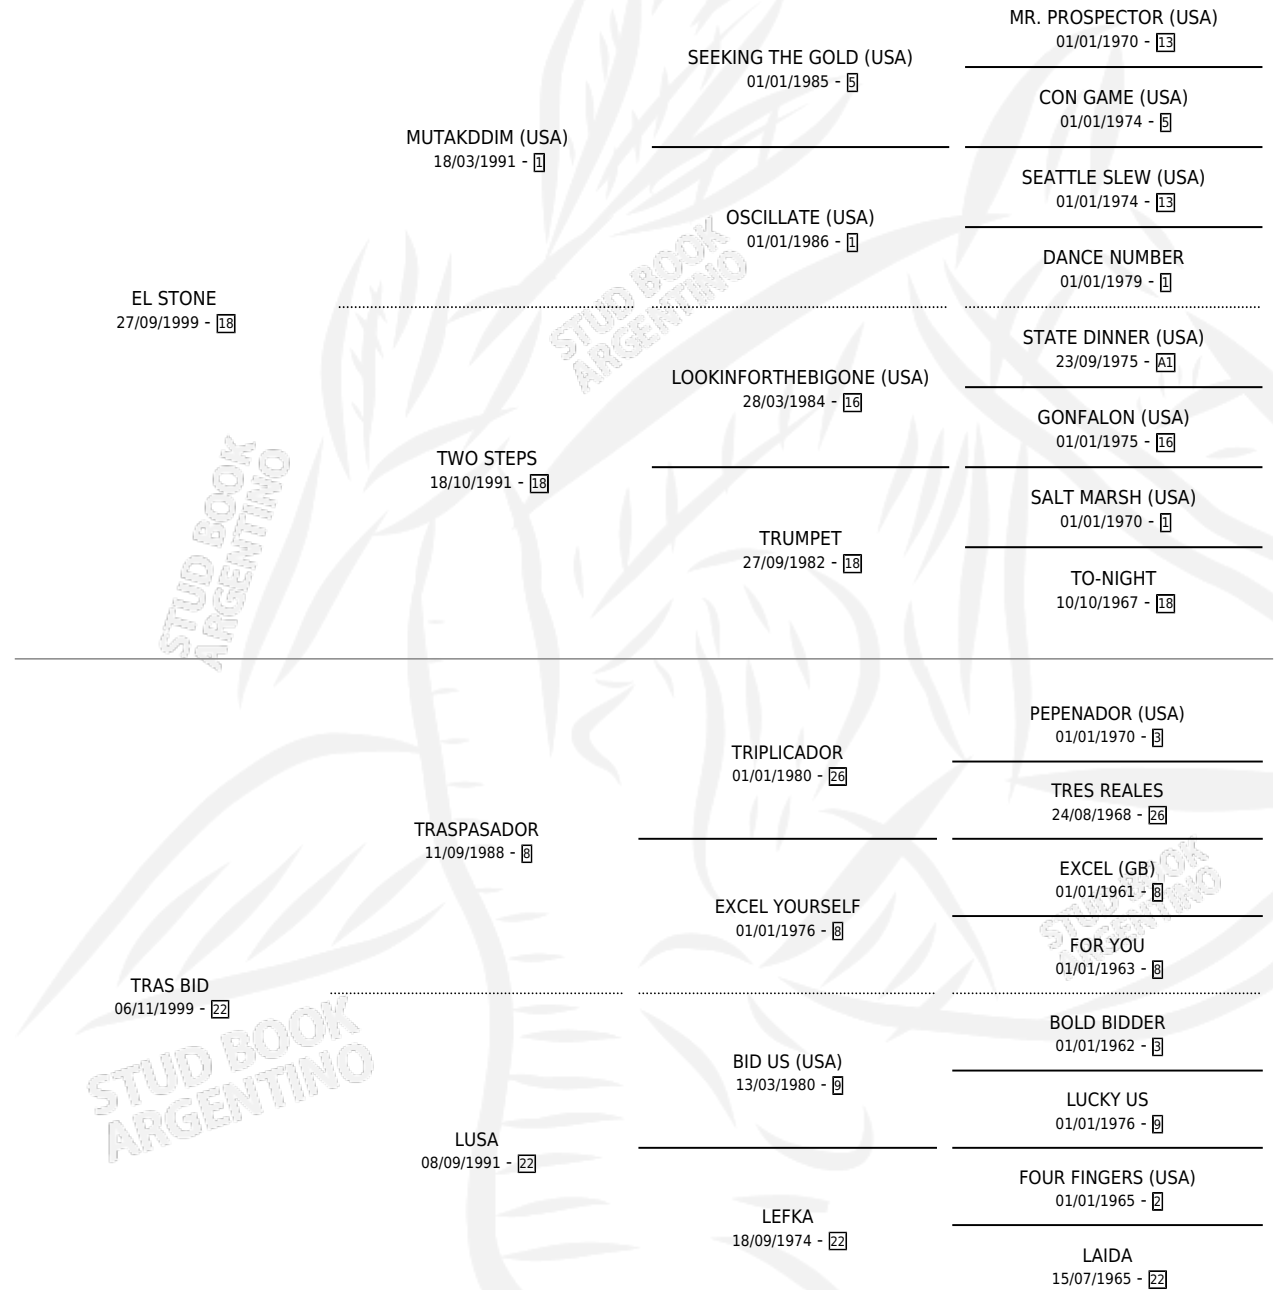 MR. PROSPECTOR (USA)
01/01/1970 - 13
SEEKING THE GOLD (USA)
01/01/1985 - 5
CON GAME (USA)
01/01/1974 - 5
MUTAKDDIM (USA)
18/03/1991 - 1
SEATTLE SLEW (USA)
01/01/1974 - 13
OSCILLATE (USA)
01/01/1986 - 1
DANCE NUMBER
01/01/1979 - 1
EL STONE
27/09/1999 - 18
STUD BOOK
ARGENTINO
STATE DINNER (USA)
23/09/1975 - A1
LOOKINFORTHEBIGONE (USA)
28/03/1984 - 16
GONFALON (USA)
01/01/1975 - 16
TWO STEPS
18/10/1991 - 18
SALT MARSH (USA)
01/01/1970 - 1
TRUMPET
27/09/1982 - 18
TO-NIGHT
10/10/1967 - 18
STUD BOOK
ARGENTINO
PEPENADOR (USA)
01/01/1970 - 3
TRIPLICADOR
01/01/1980 - 26
TRES REALES
24/08/1968 - 26
TRASPASADOR
11/09/1988 - 8
EXCEL (GB)
01/01/1961 - 8
EXCEL YOURSELF
01/01/1976 - 8
STUD BOOK
ARGENTINO
FOR YOU
01/01/1963 - 8
TRAS BID
06/11/1999 - 22
BOLD BIDDER
01/01/1962 - 3
STUD BOOK
ARGENTINO
BID US (USA)
13/03/1980 - 9
LUCKY US
01/01/1976 - 9
LUSA
08/09/1991 - 22
FOUR FINGERS (USA)
01/01/1965 - 2
LEFKA
18/09/1974 - 22
LAIDA
15/07/1965 - 22